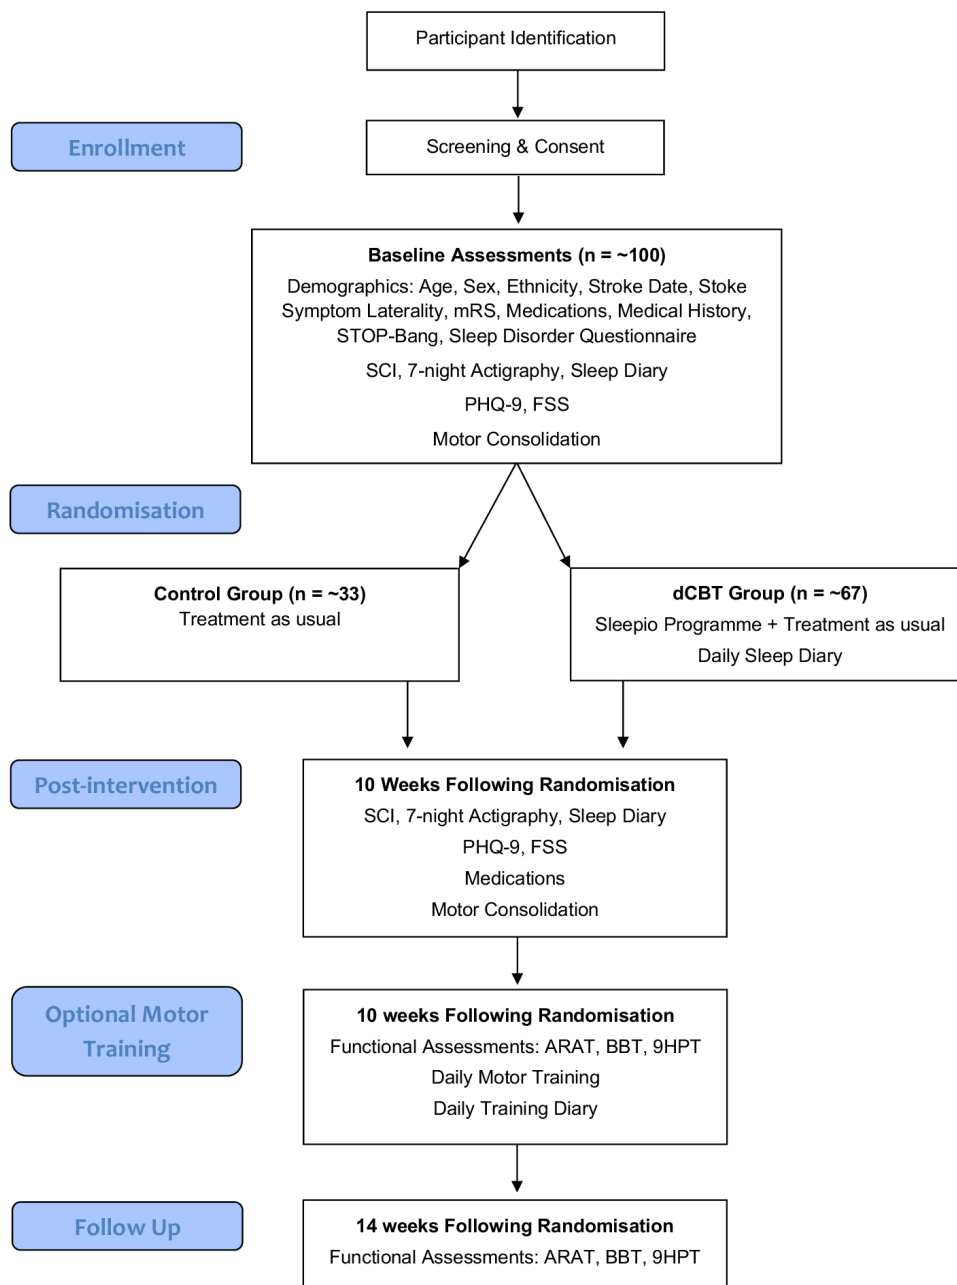 Participant Identification
Enrollment
Screening & Consent
Baseline Assessments (n = ~100)
Demographics: Age, Sex, Ethnicity, Stroke Date, Stoke
Symptom Laterality, mRS, Medications, Medical History,
STOP-Bang, Sleep Disorder Questionnaire
SCI, 7-night Actigraphy, Sleep Diary
PHQ-9, FSS
Motor Consolidation
Randomisation
Control Group (n = ~33)
Treatment as usual
dCBT Group (n = ~67)
Sleepio Programme + Treatment as usual
Daily Sleep Diary
Post-intervention
10 Weeks Following Randomisation
SCI, 7-night Actigraphy, Sleep Diary
PHQ-9, FSS
Medications
Motor Consolidation
Optional Motor
Training
10 weeks Following Randomisation
Functional Assessments: ARAT, BBT, 9HPT
Daily Motor Training
Daily Training Diary
Follow Up
14 weeks Following Randomisation
Functional Assessments: ARAT, BBT, 9HPT